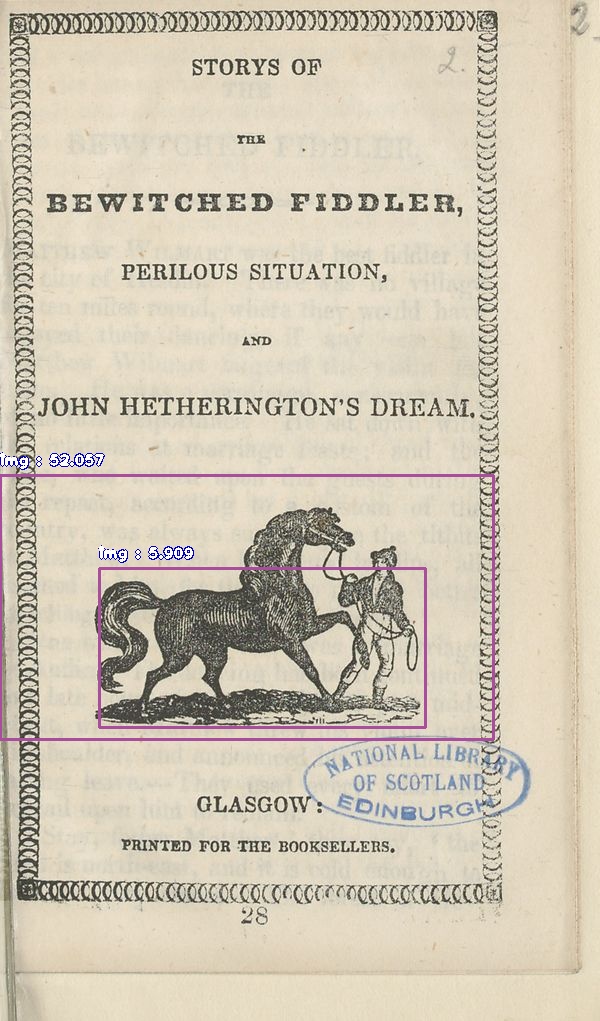 2
2.
STORYS OF
THE
BEWITCHED FIDDLER,
PERILOUS SITUATION,
AND
JOHN HETHERINGTON'S DREAM.
img : 52.057
img : 5.909
NATIONAL LIBRARY
OF SCOTLAND
EDINBURGH
GLASGOW:
PRINTED FOR THE BOOKSELLERS.
28